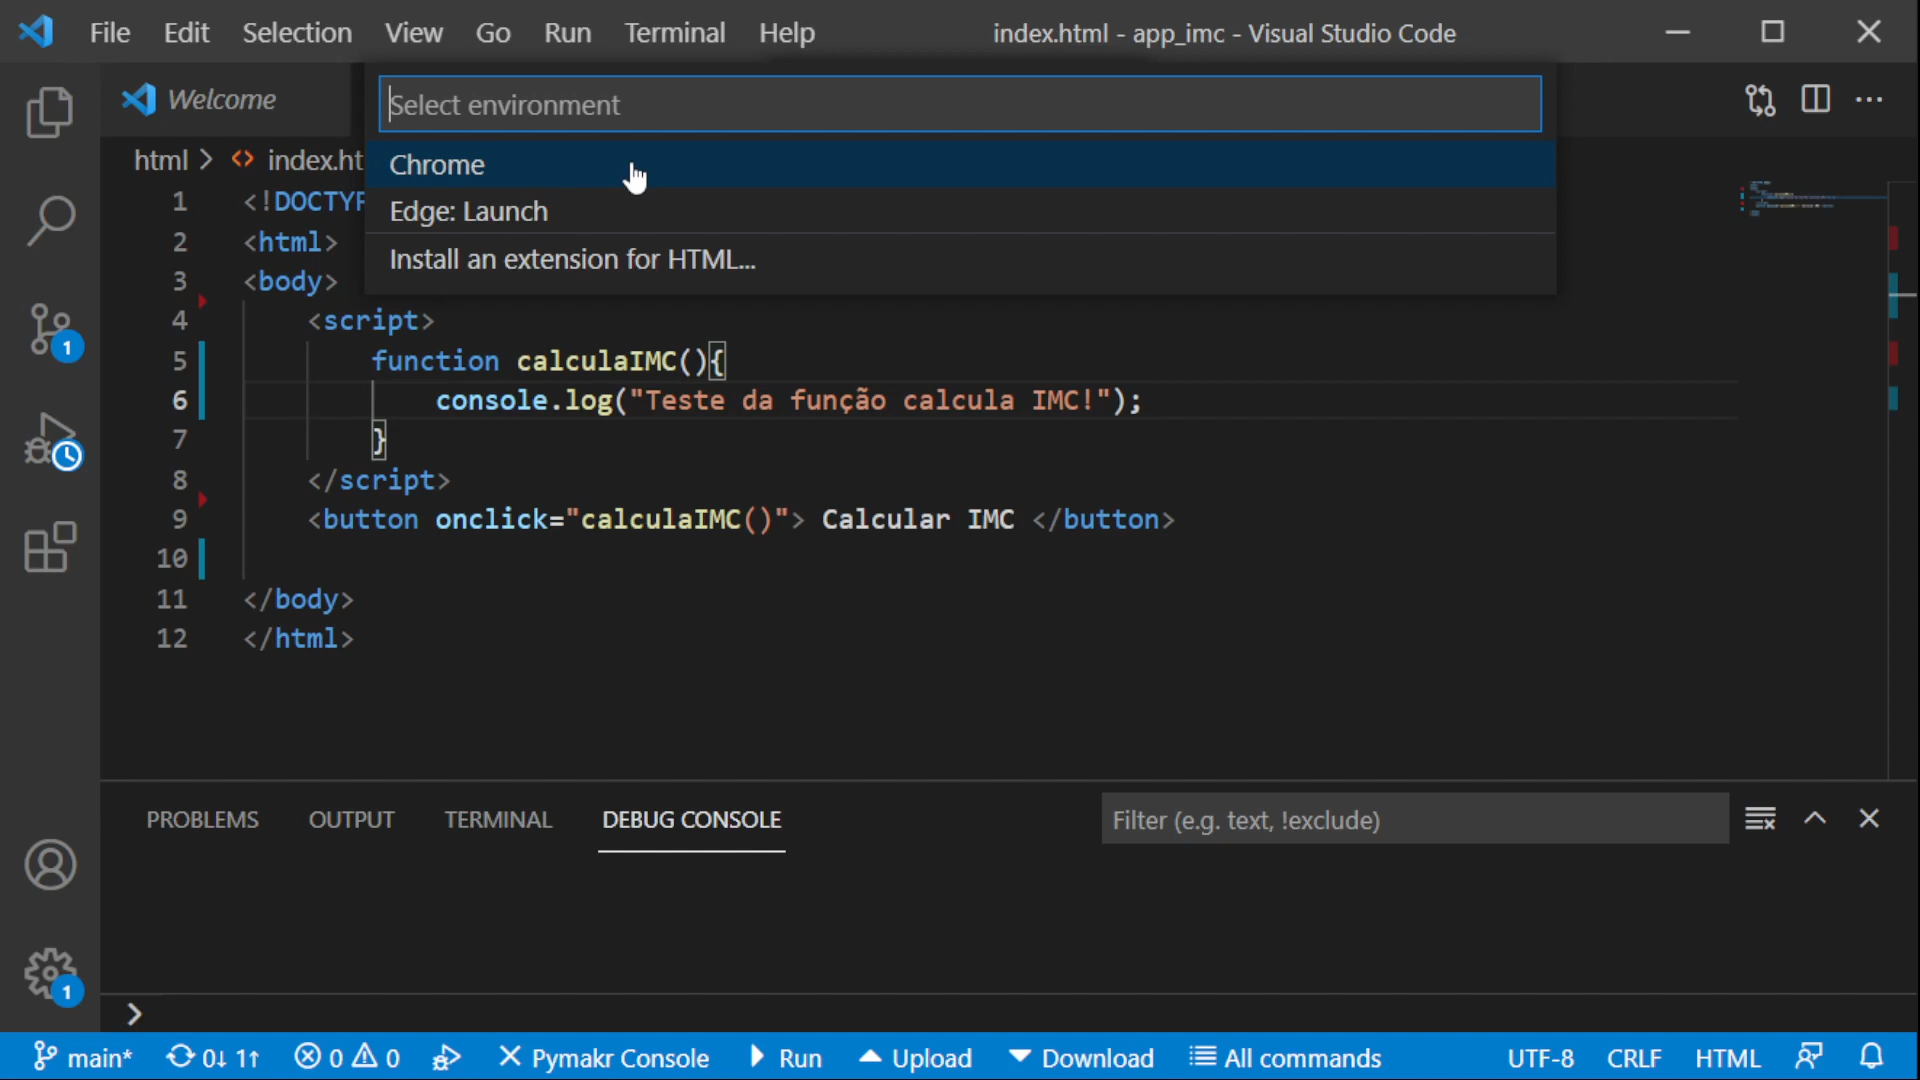 File Edit Selection View Go Run Terminal Help index.html - app_imc - Visual Studio Code
Welcome
Select environment
Chrome
Edge: Launch
Install an extension for HTML...
html > <> index.ht
1 <!DOCTYP
2 <html>
3 <body>
4 <script>
5 function calculaIMC(){
6 console.log("Teste da função calcula IMC!");
7 }
8 </script>
9 <button onclick="calculaIMC()"> Calcular IMC </button>
10
11 </body>
12 </html>
1
1
PROBLEMS OUTPUT TERMINAL DEBUG CONSOLE Filter (e.g. text, !exclude)
>
main* 0↓ 1↑ 0 0 Pymakr Console Run Upload Download All commands UTF-8 CRLF HTML